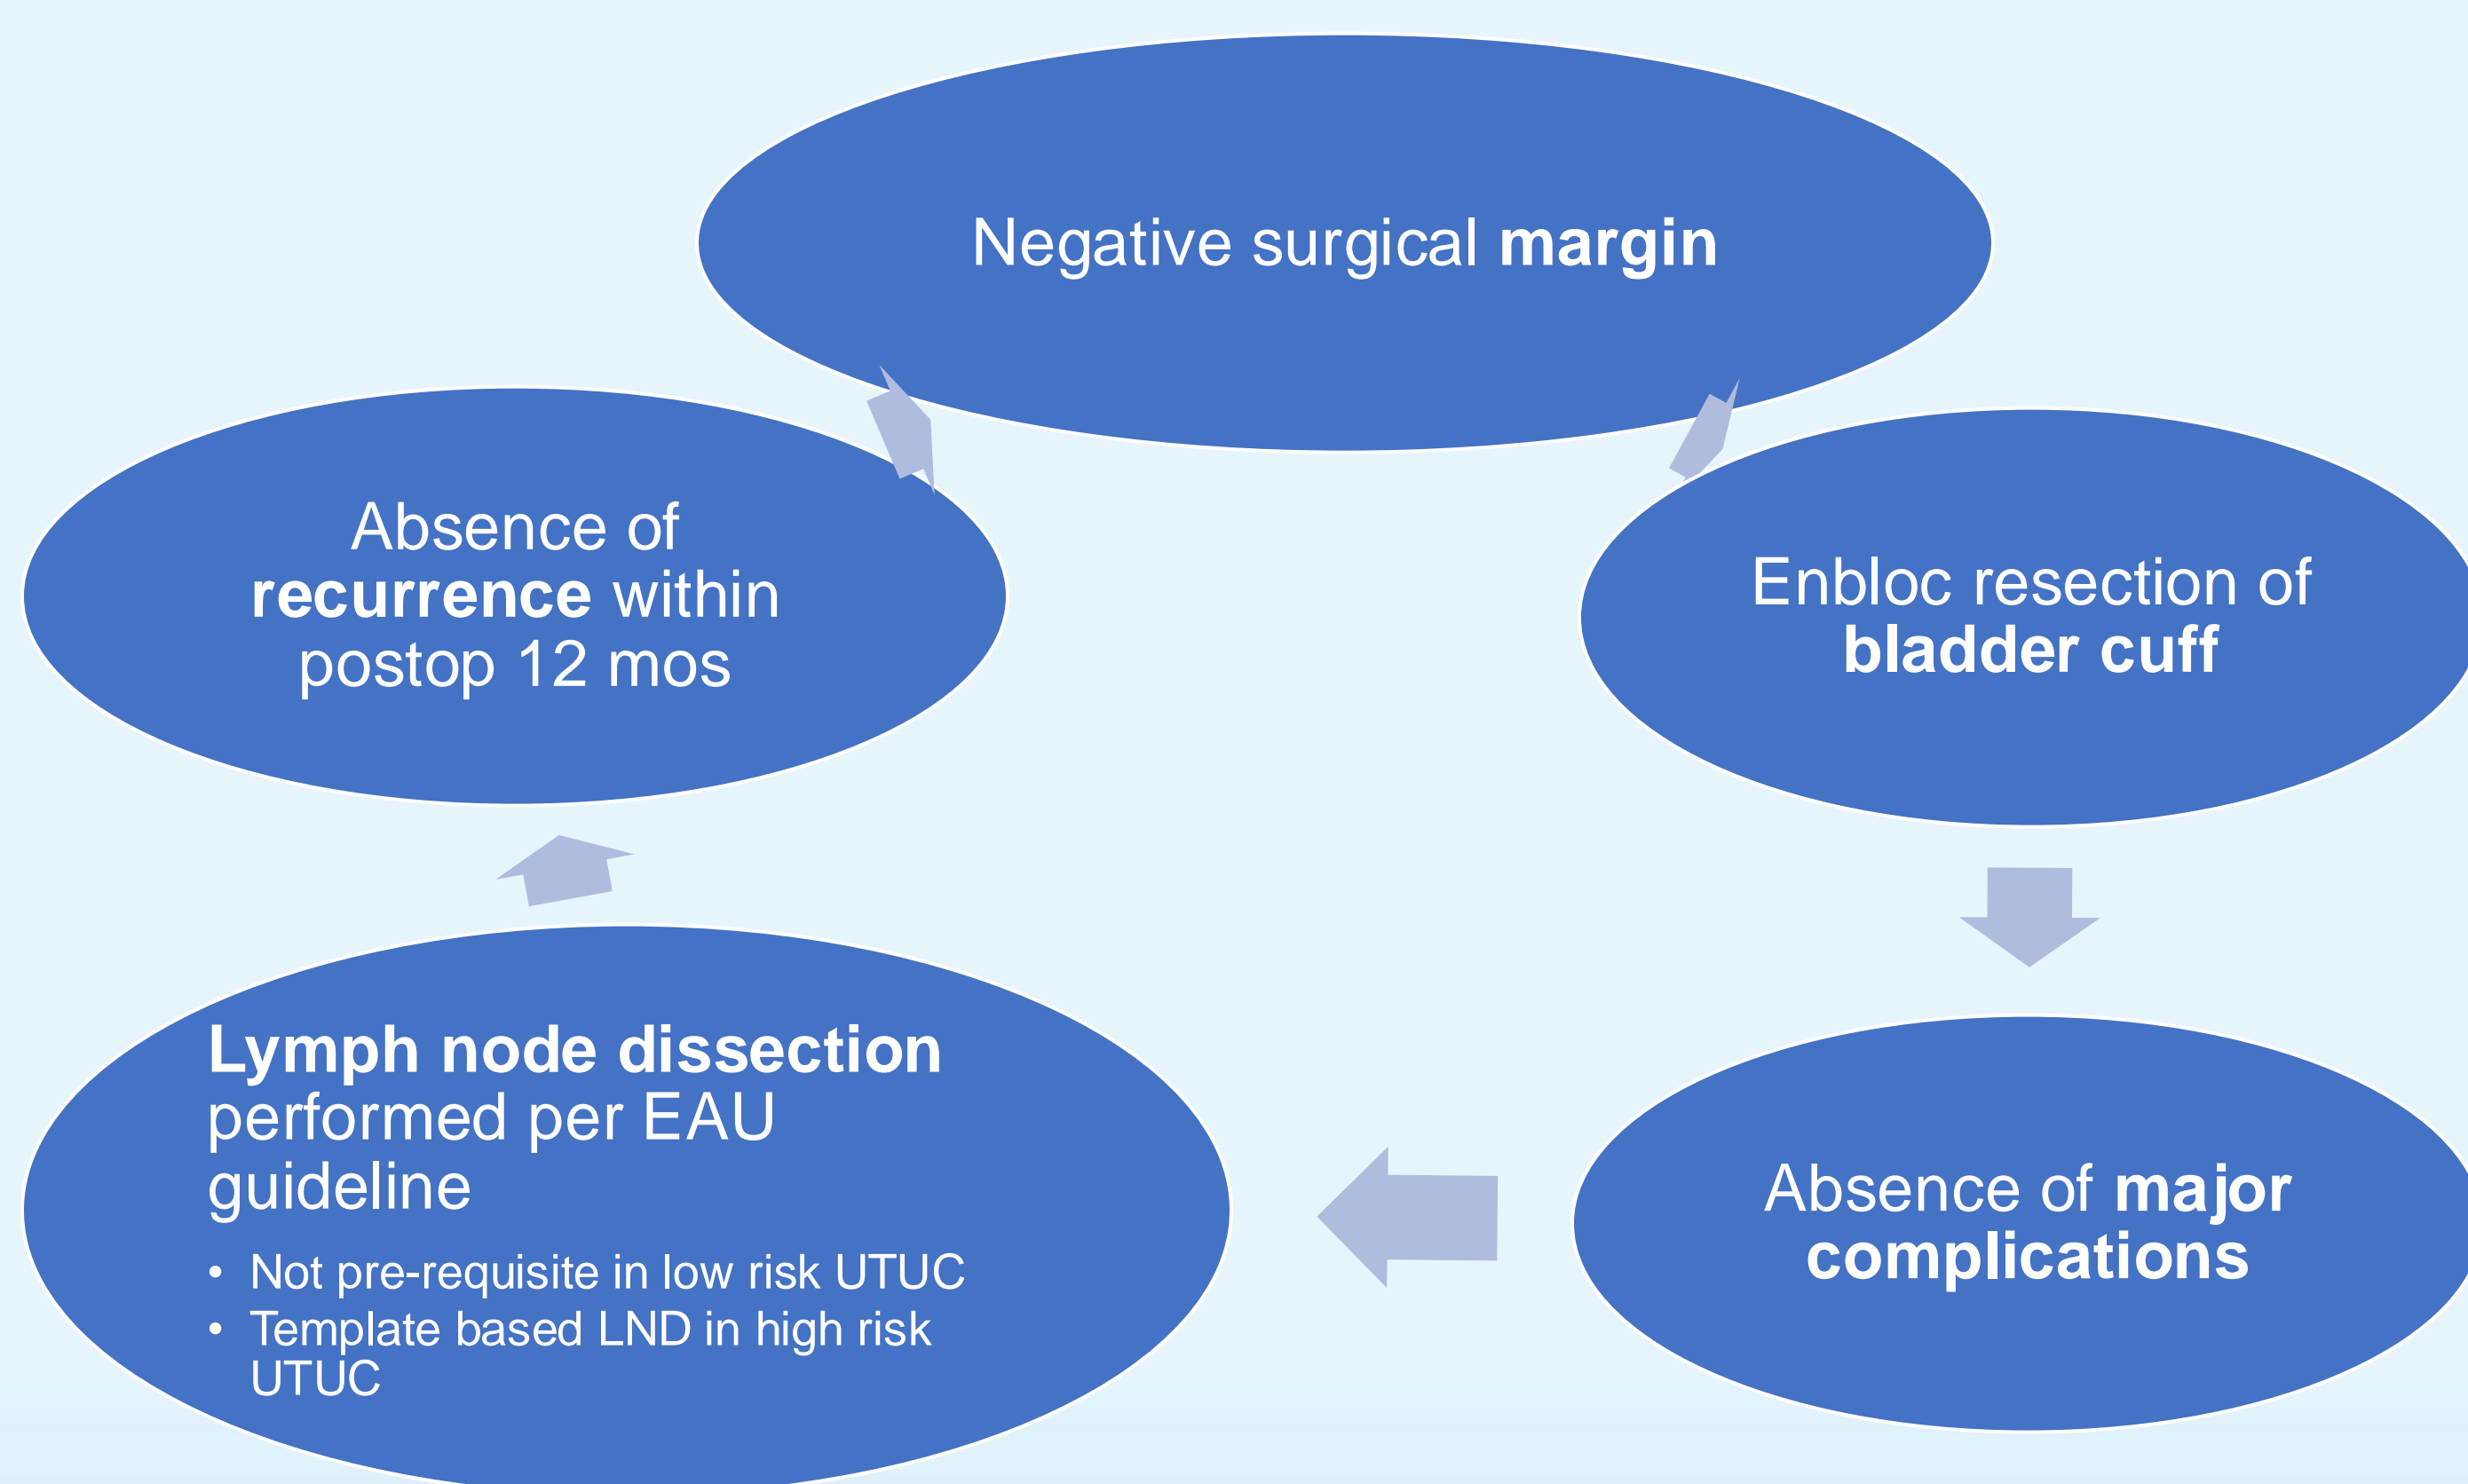 Negative surgical margin
Absence of
recurrence within
postop 12 mos
Enbloc resection of
bladder cuff
Lymph node dissection
performed per EAU
guideline
• Not pre-requisite in low risk UTUC
• Template based LND in high risk
UTUC
Absence of major
complications